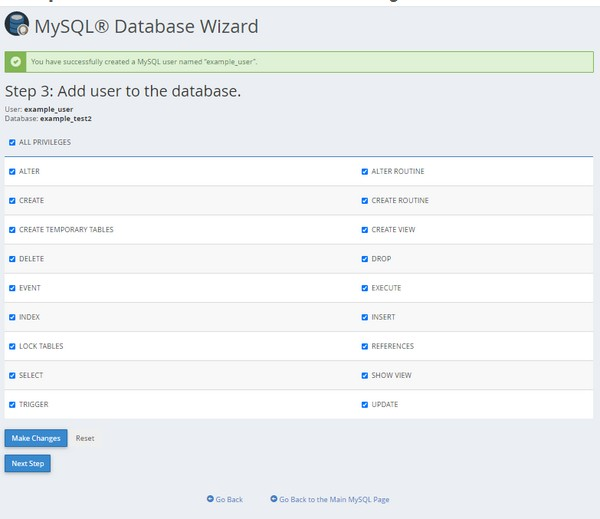 MySQL® Database Wizard
You have successfully created a MySQL user named "example_user".
Step 3: Add user to the database.
User: example_user
Database: example_test2
ALL PRIVILEGES
ALTER ALTER ROUTINE
CREATE CREATE ROUTINE
CREATE TEMPORARY TABLES CREATE VIEW
DELETE DROP
EVENT EXECUTE
INDEX INSERT
LOCK TABLES REFERENCES
SELECT SHOW VIEW
TRIGGER UPDATE
Make Changes Reset
Next Step
Go Back Go Back to the Main MySQL Page